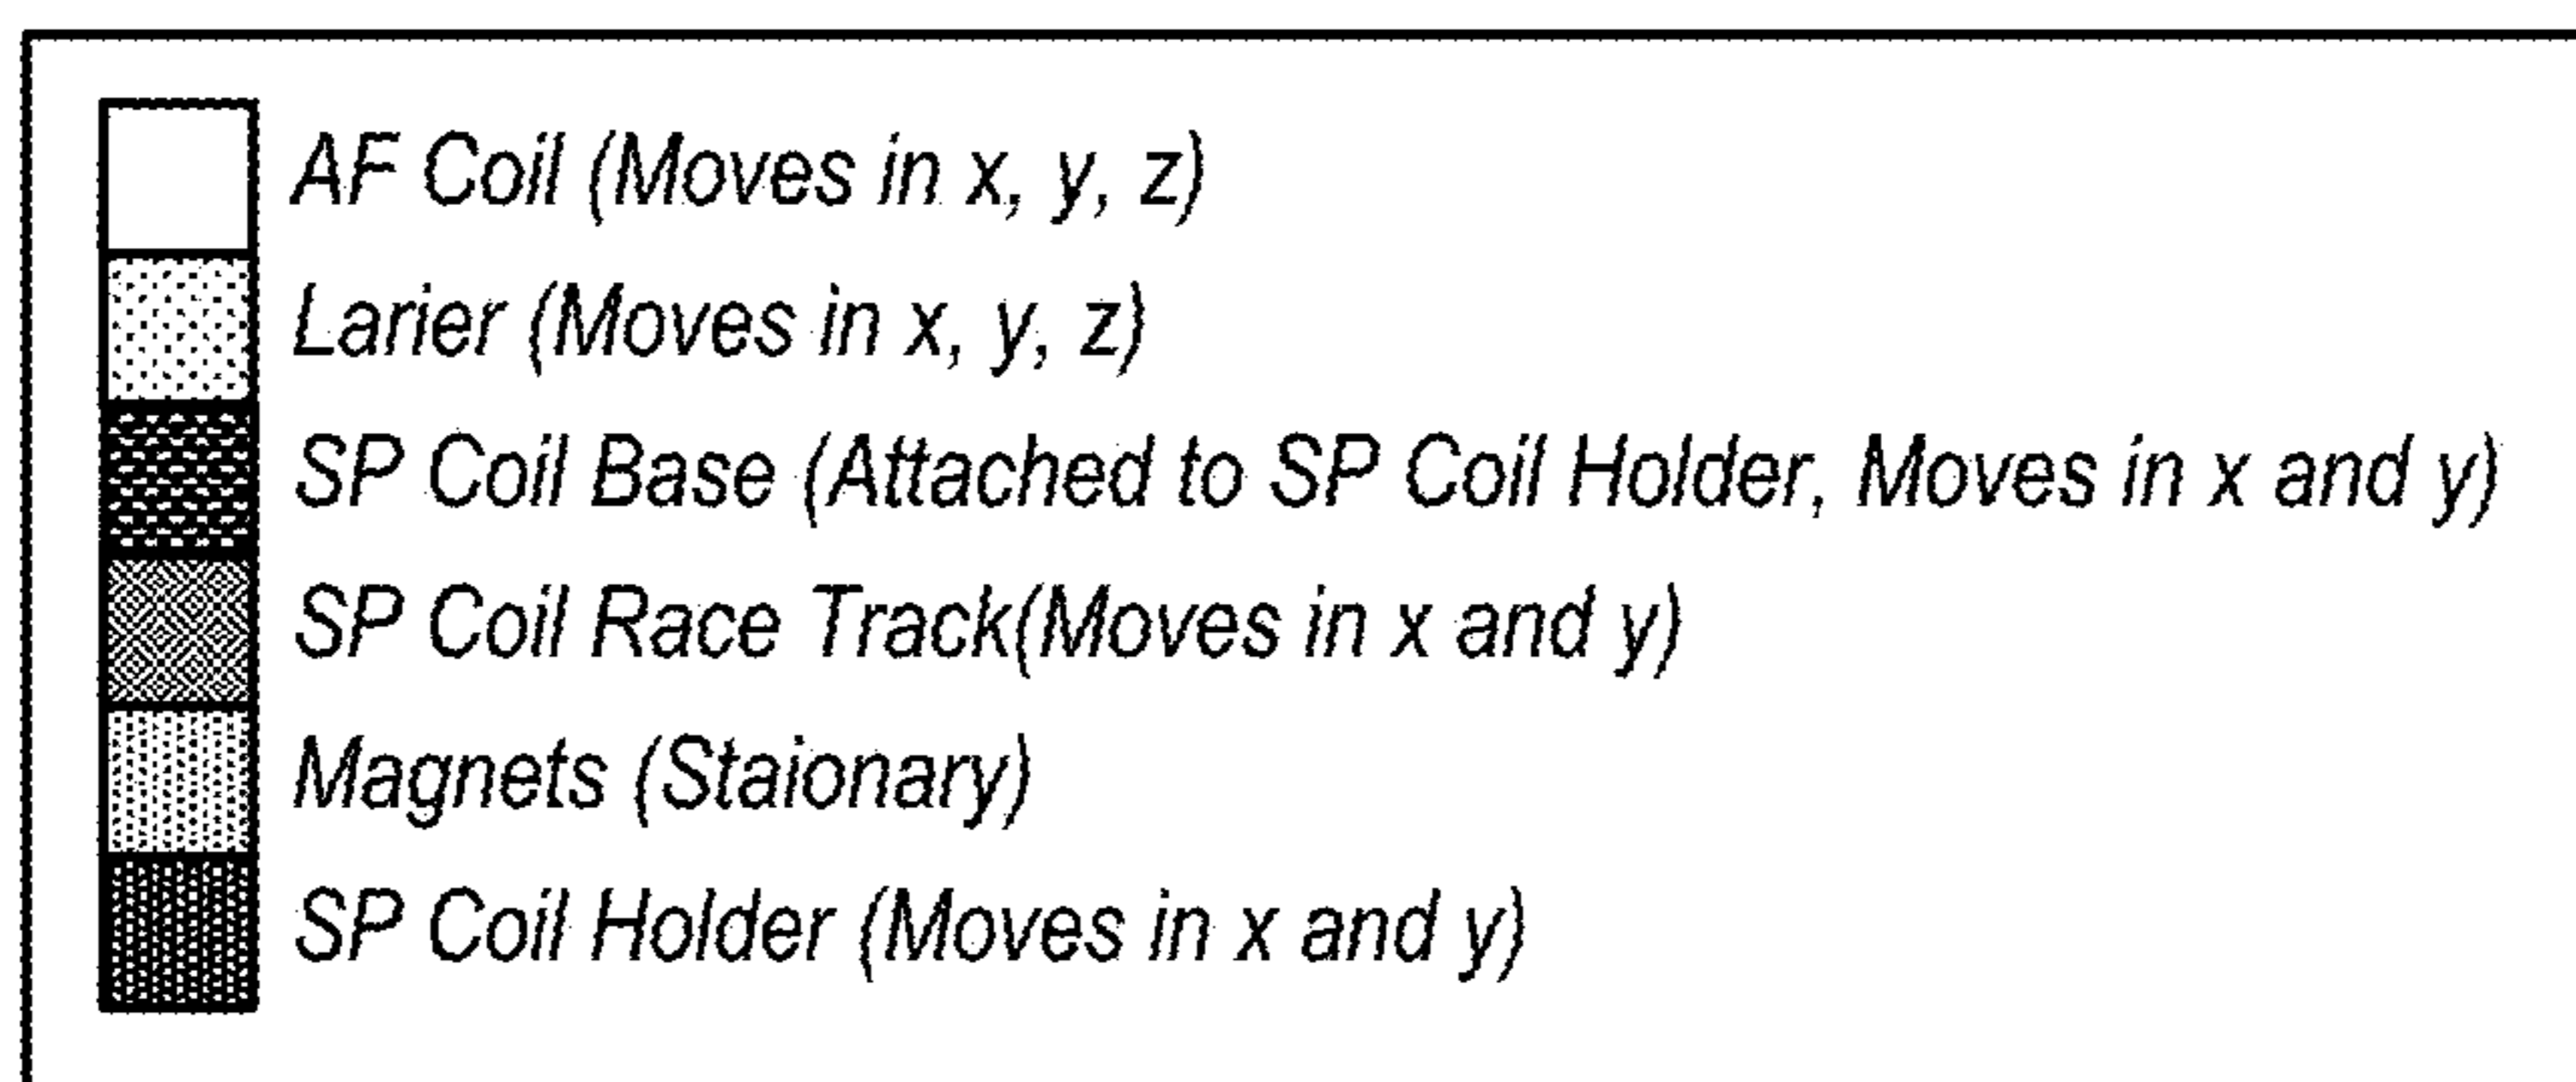 AF Coil (Moves in x, y, z)
Larier (Moves in x, y, z)
SP Coil Base (Attached to SP Coil Holder, Moves in x and y)
SP Coil Race Track(Moves in x and y)
Magnets (Staionary)
SP Coil Holder (Moves in x and y)